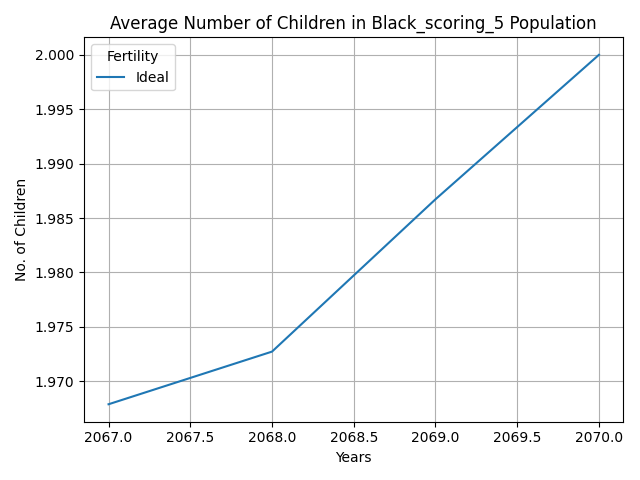 Average Number of Children in Black_scoring_5 Population
Fertility
Ideal
No. of Children
2.000
1.995
1.990
1.985
1.980
1.975
1.970
2067.0 2067.5 2068.0 2068.5 2069.0 2069.5 2070.0
Years